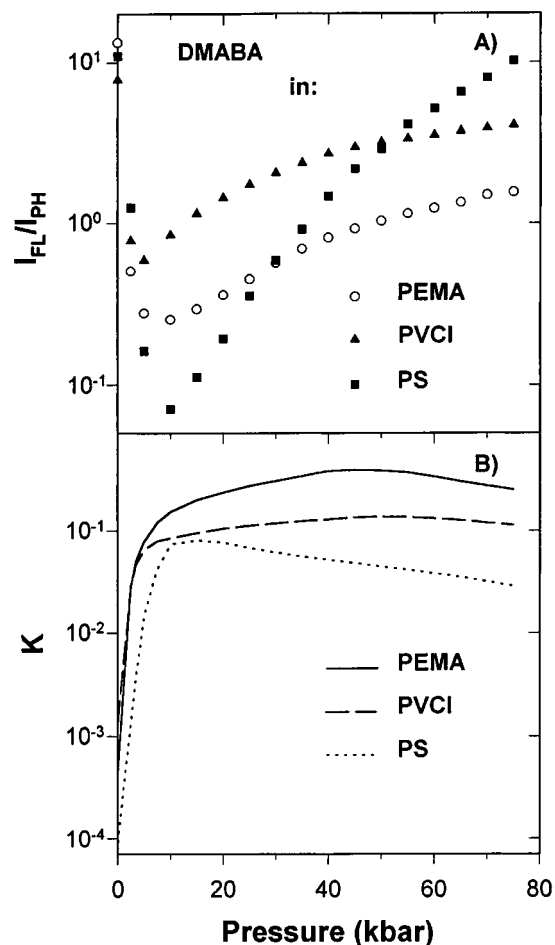 A)
DMABA
in:
10^1
10^0
10^-1
I_FL/I_PH
PEMA
PVCl
PS
B)
10^-1
10^-2
10^-3
10^-4
K
PEMA
PVCl
PS
0 20 40 60 80
Pressure (kbar)